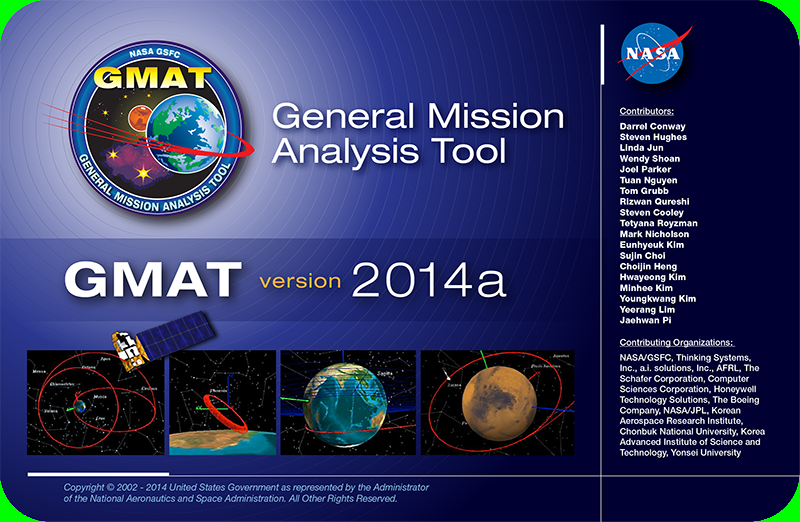 NASA GSFC
GMAT
GENERAL MISSION ANALYSIS TOOL
General Mission
Analysis Tool
GMAT version 2014a
Sagitta
Copyright © 2002 - 2014 United States Government as represented by the Administrator
of the National Aeronautics and Space Administration. All Other Rights Reserved.
NASA
Contributors:
Darrel Conway
Steven Hughes
Linda Jun
Wendy Shoan
Joel Parker
Tuan Nguyen
Tom Grubb
Rizwan Qureshi
Steven Cooley
Tetyana Royzman
Mark Nicholson
Eunhyeuk Kim
Sujin Choi
Choijin Heng
Hwayeong Kim
Minhee Kim
Youngkwang Kim
Yeerang Lim
Jaehwan Pi
Contributing Organizations:
NASA/GSFC, Thinking Systems,
Inc., a.i. solutions, Inc., AFRL, The
Schafer Corporation, Computer
Sciences Corporation, Honeywell
Technology Solutions, The Boeing
Company, NASA/JPL, Korean
Aerospace Research Institute,
Chonbuk National University, Korea
Advanced Institute of Science and
Technology, Yonsei University